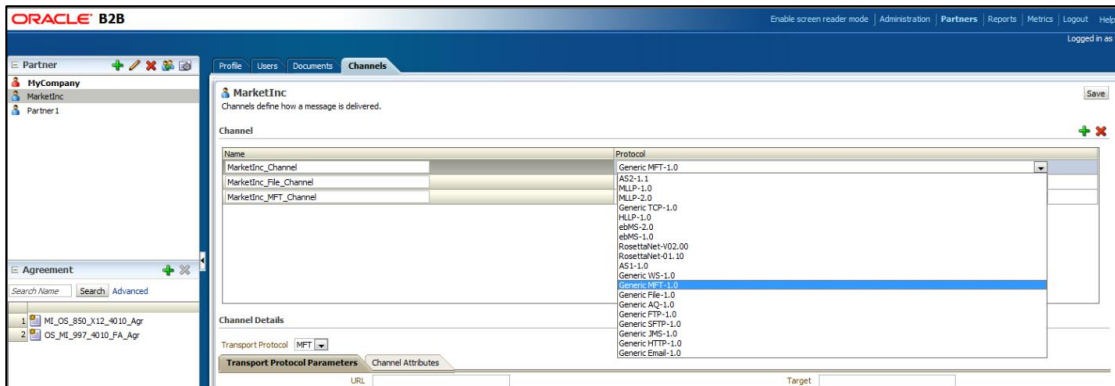 ORACLE B2B
Enable screen reader mode Administration Partners Reports Metrics Logout Help
Logged in as
Partner
MyCompany
MarketInc
Partner1
Agreement
Search Name Search Advanced
1 MI_OS_850_X12_4010_Agr
2 OS_MI_997_4010_FA_Agr
Profile Users Documents Channels
MarketInc Save
Channels define how a message is delivered.
Channel
Name Protocol
MarketInc_Channel Generic MFT-1.0
MarketInc_File_Channel
MarketInc_MFT_Channel
AS2-1.1
MLLP-1.0
MLLP-2.0
Generic TCP-1.0
HLLP-1.0
ebMS-2.0
ebMS-1.0
RosettaNet-V02.00
RosettaNet-01.10
AS1-1.0
Generic WS-1.0
Generic MFT-1.0
Generic File-1.0
Generic AQ-1.0
Generic FTP-1.0
Generic SFTP-1.0
Generic JMS-1.0
Generic HTTP-1.0
Generic Email-1.0
Channel Details
Transport Protocol MFT
Transport Protocol Parameters Channel Attributes
URL Target